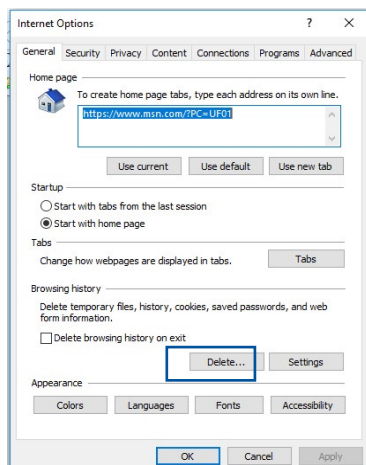 Internet Options ? X
General Security Privacy Content Connections Programs Advanced
Home page
To create home page tabs, type each address on its own line.
https://www.msn.com/?PC=UF01
Use current Use default Use new tab
Startup
Start with tabs from the last session
Start with home page
Tabs
Change how webpages are displayed in tabs. Tabs
Browsing history
Delete temporary files, history, cookies, saved passwords, and web
form information.
Delete browsing history on exit
Delete... Settings
Appearance
Colors Languages Fonts Accessibility
OK Cancel Apply